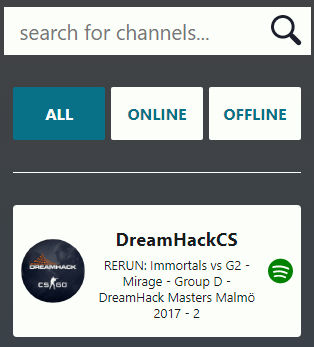 search for channels...
ALL
ONLINE
OFFLINE
DreamHackCS
RERUN: Immortals vs G2 -
Mirage - Group D -
DreamHack Masters Malmö
2017 - 2
DREAMHACK
CS GO